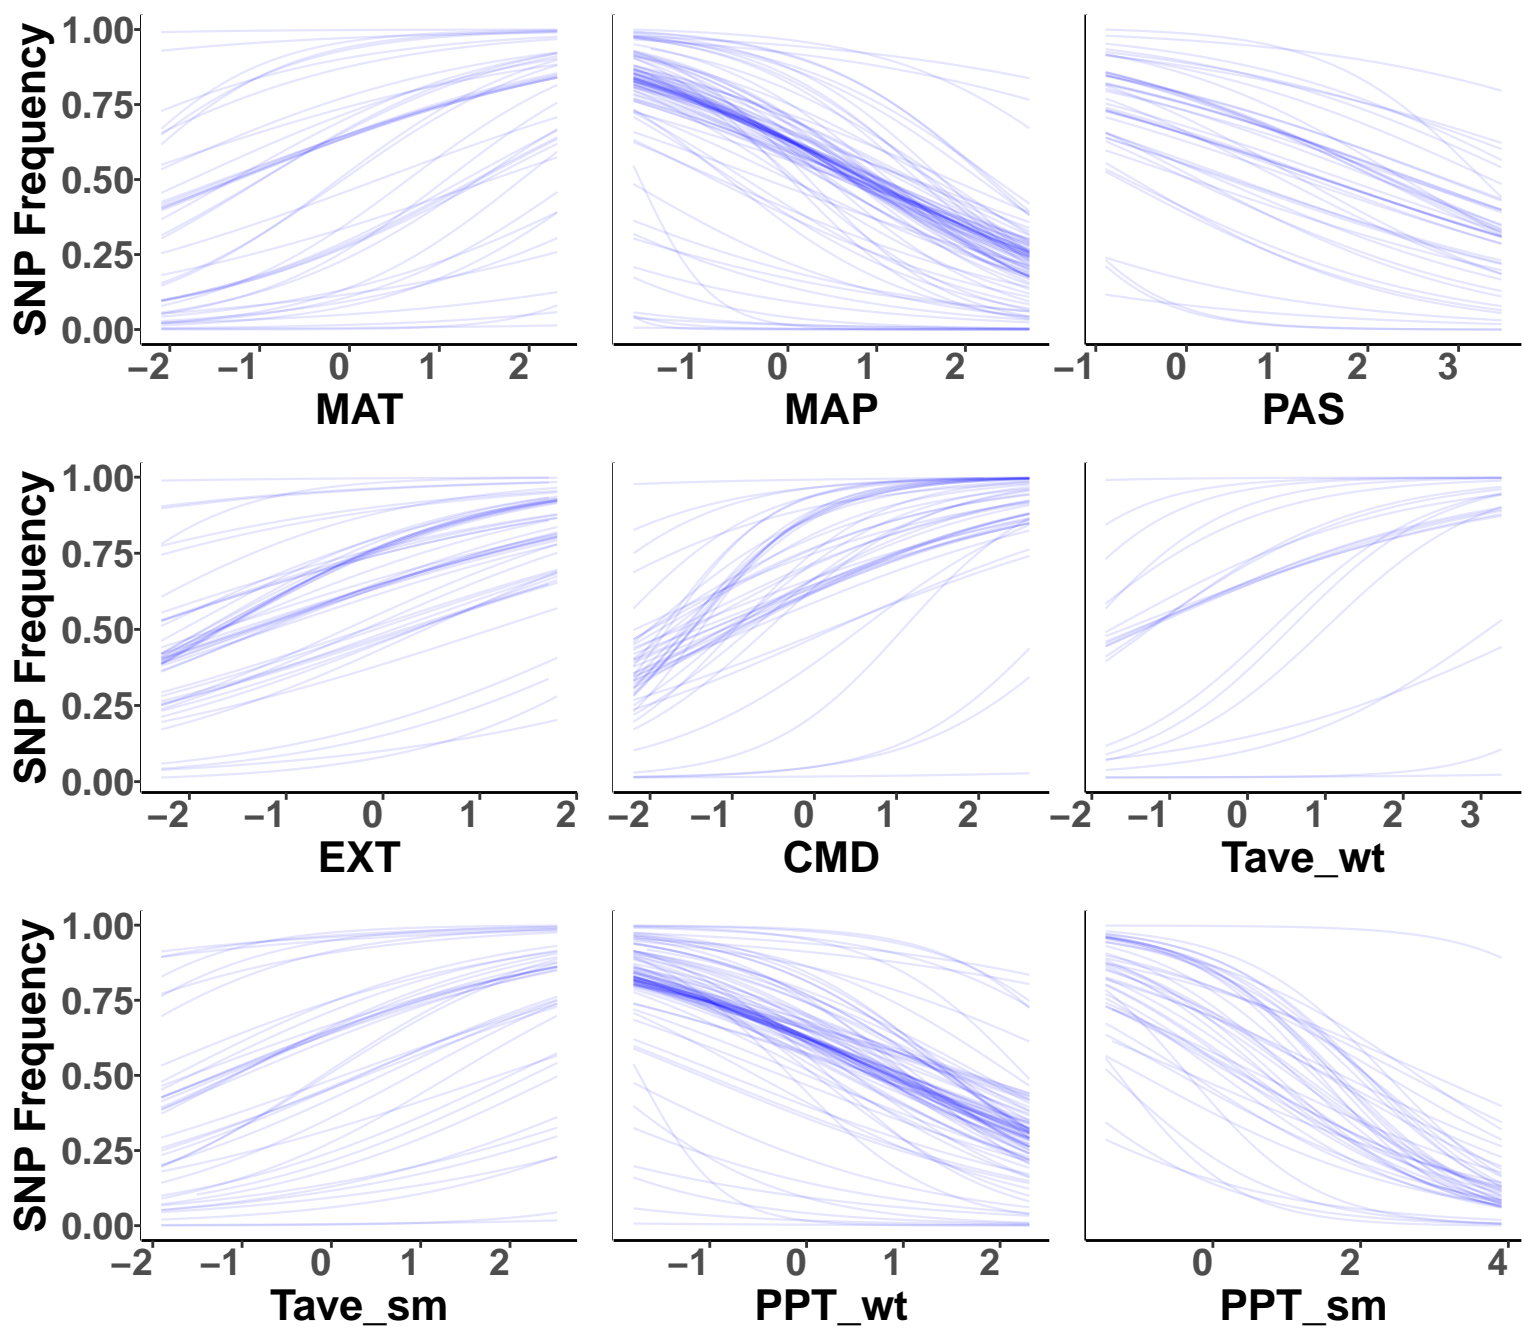 SNP Frequency
1.00
0.75
0.50
0.25
0.00
−2 −1 0 1 2
MAT
−1 0 1 2
MAP
−1 0 1 2 3
PAS
SNP Frequency
1.00
0.75
0.50
0.25
0.00
−2 −1 0 1 2
EXT
−2 −1 0 1 2
CMD
−2 −1 0 1 2 3
Tave_wt
SNP Frequency
1.00
0.75
0.50
0.25
0.00
−2 −1 0 1 2
Tave_sm
−1 0 1 2
PPT_wt
0 2 4
PPT_sm